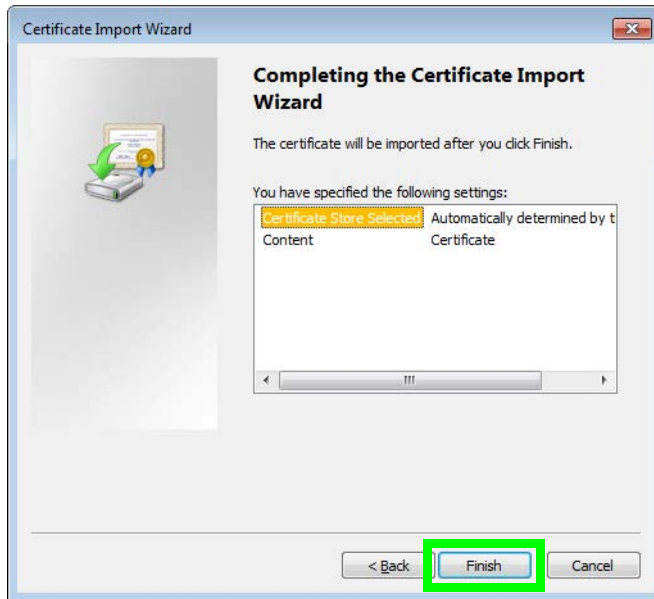 Certificate Import Wizard
Completing the Certificate Import
Wizard
The certificate will be imported after you click Finish.
You have specified the following settings:
Certificate Store Selected Automatically determined by t
Content Certificate
< Back Finish Cancel